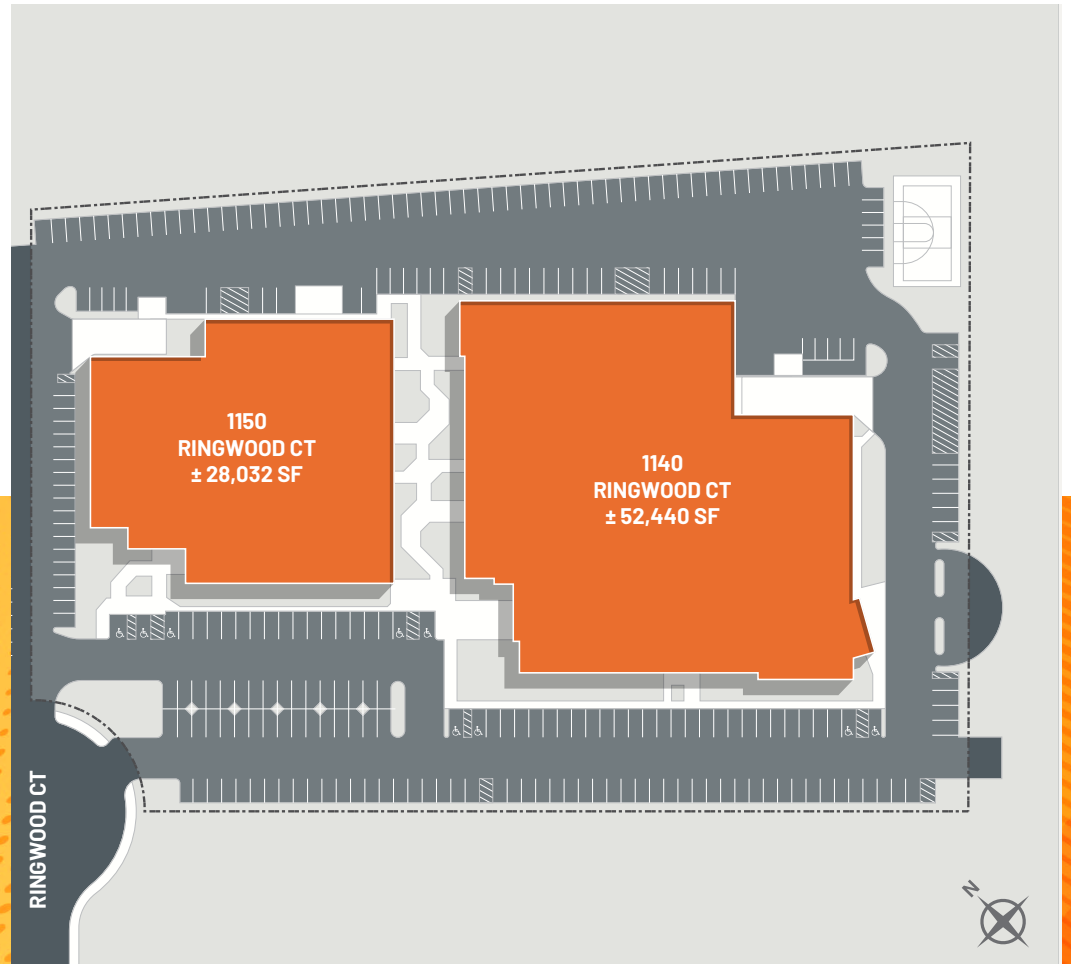 1150
RINGWOOD CT
± 28,032 SF
1140
RINGWOOD CT
± 52,440 SF
RINGWOOD CT
N